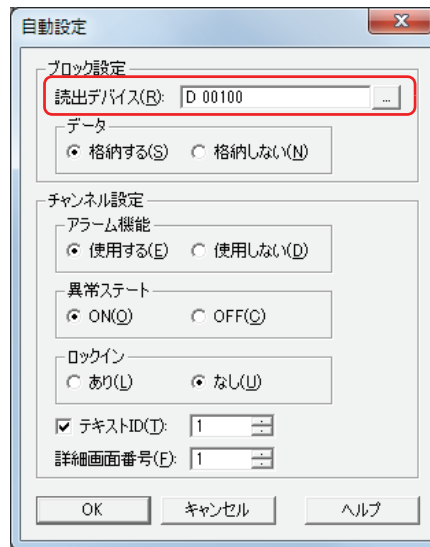 自動設定
ブロック設定
読出デバイス(R): D 00100 ...
データ
格納する(S) 格納しない(N)
チャンネル設定
アラーム機能
使用する(E) 使用しない(D)
異常ステート
ON(O) OFF(C)
ロックイン
あり(L) なし(U)
テキストID(T): 1
詳細画面番号(F): 1
OK キャンセル ヘルプ